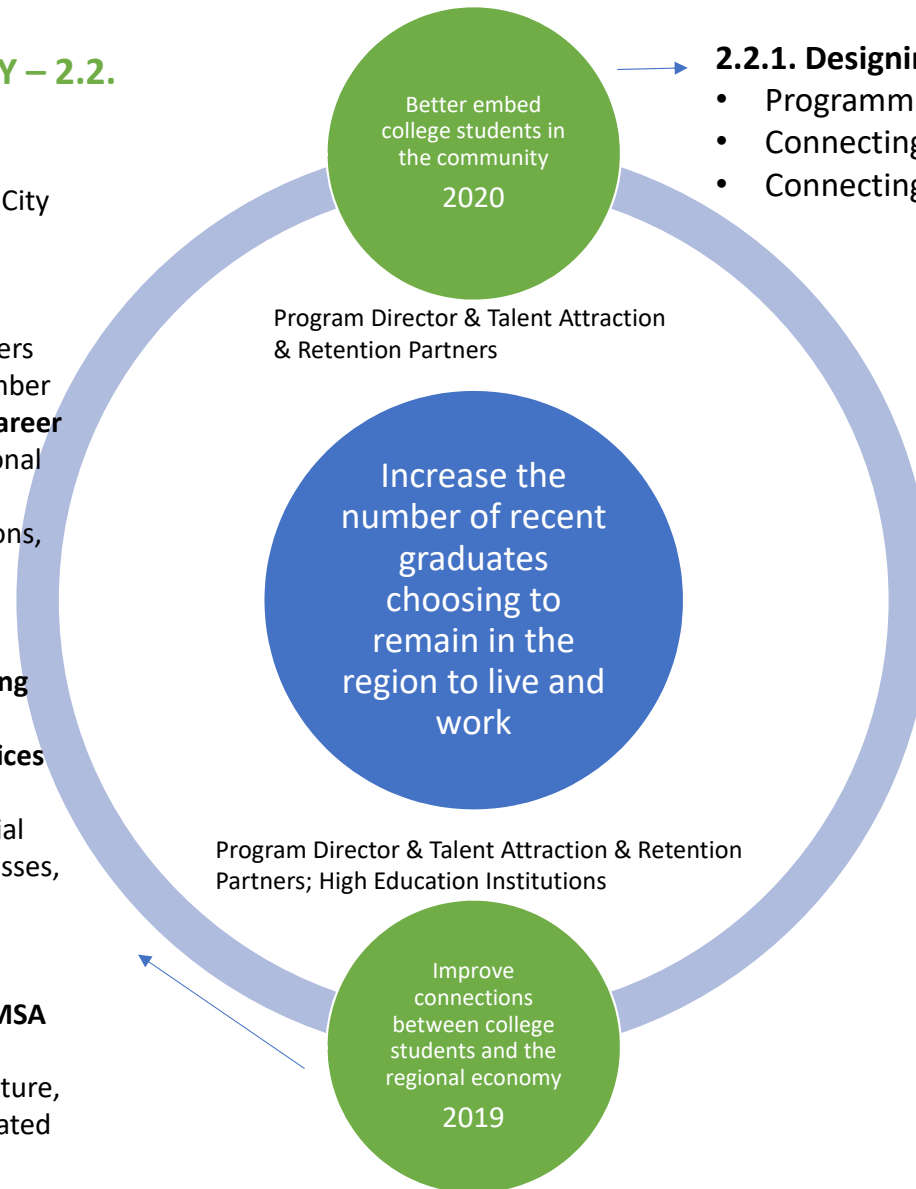 Y – 2.2.
City
ers
nber
areer
onal
ons,
ng
ices
ial
sses,
MSA
ture,
ated
Better embed
college students in
the community
2020
2.2.1. Designin
• Programm
• Connecting
• Connecting
Program Director & Talent Attraction
& Retention Partners
Increase the
number of recent
graduates
choosing to
remain in the
region to live and
work
Program Director & Talent Attraction & Retention
Partners; High Education Institutions
Improve
connections
between college
students and the
regional economy
2019